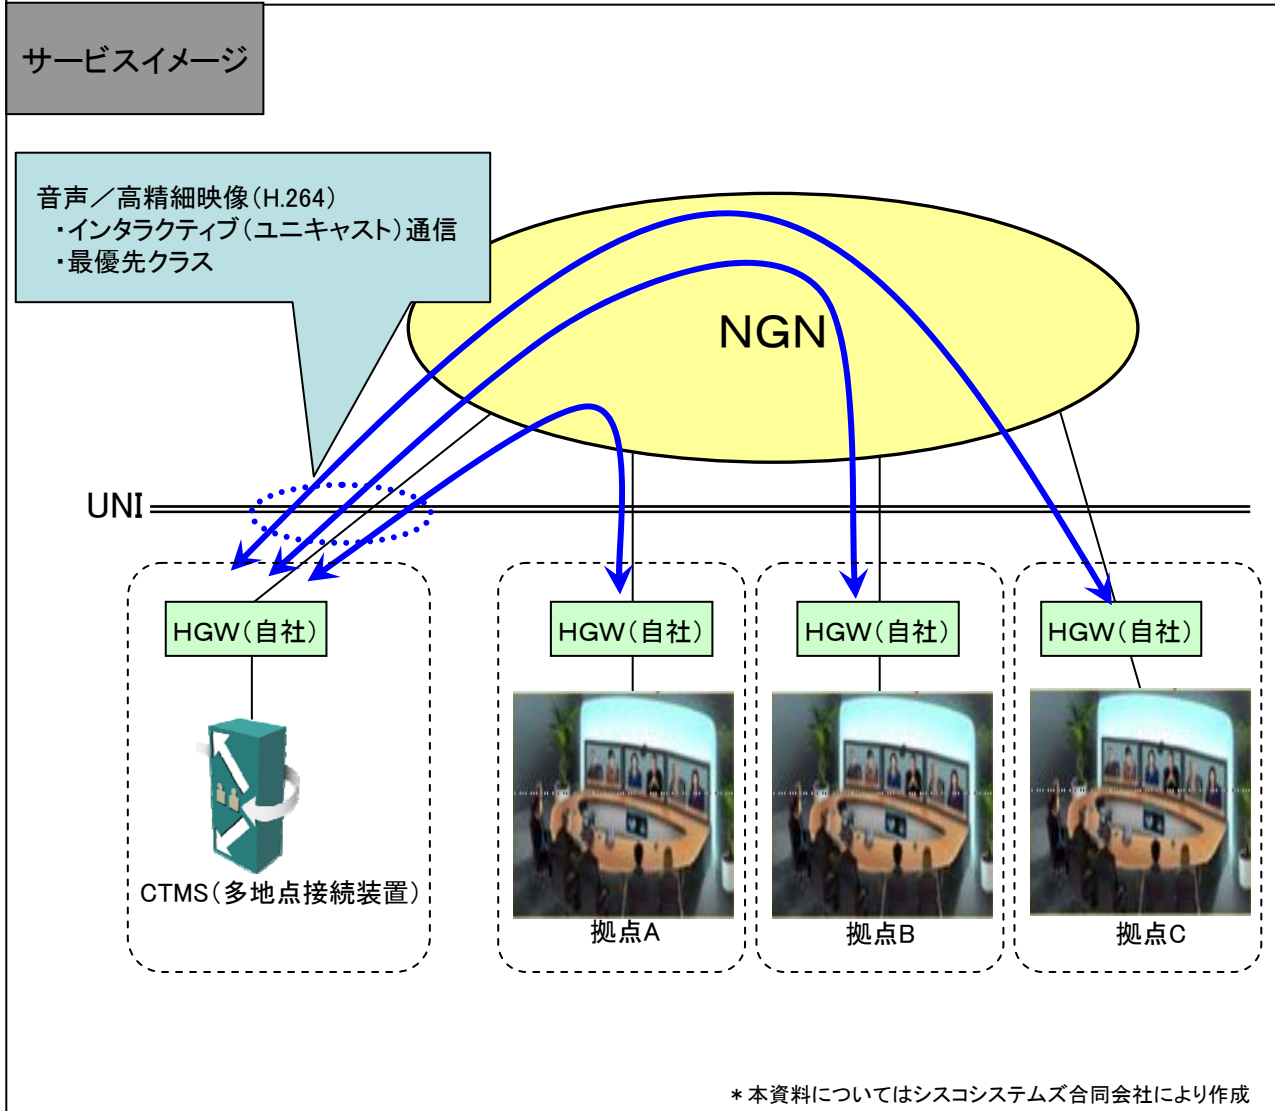 サービスイメージ
音声／高精細映像（H.264）
・インタラクティブ（ユニキャスト）通信
・最優先クラス
NGN
UNI
HGW（自社）
HGW（自社）
HGW（自社）
HGW（自社）
CTMS（多地点接続装置）
拠点A
拠点B
拠点C
＊本資料についてはシスコシステムズ合同会社により作成